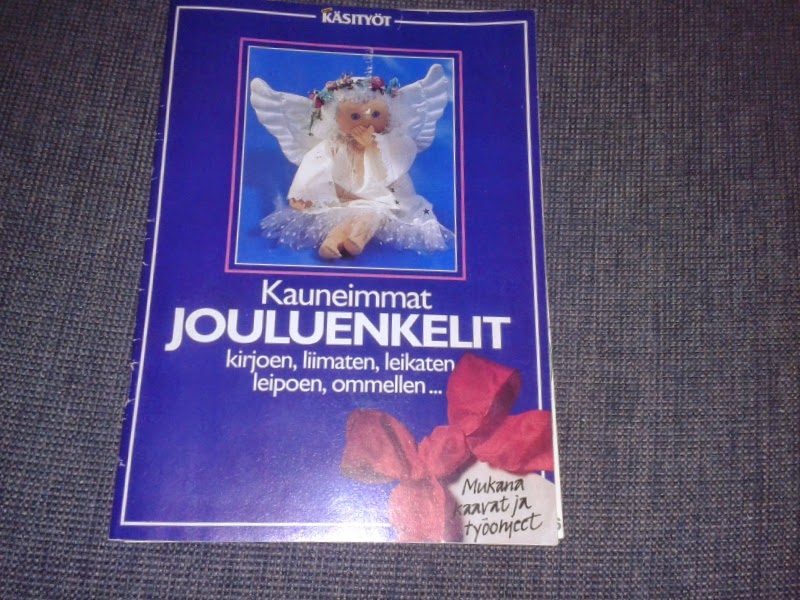 KÄSITYÖT
Kauneimmat
JOULUENKELIT
kirjoen, liimaten, leikaten
leipoen, ommellen...
Mukana
kaavat ja
työohjeet